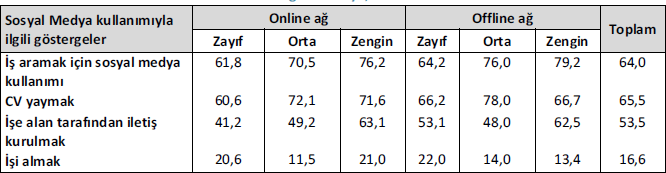 Sosyal Medya kullanımıyla ilgili göstergeler Online ağ Offline ağ Toplam
Zayıf Orta Zengin Zayıf Orta Zengin
İş aramak için sosyal medya kullanımı 61,8 70,5 76,2 64,2 76,0 79,2 64,0
CV yaymak 60,6 72,1 71,6 66,2 78,0 66,7 65,5
İşe alan tarafından iletiş kurulmak 41,2 49,2 63,1 53,1 48,0 62,5 53,5
İşi almak 20,6 11,5 21,0 22,0 14,0 13,4 16,6